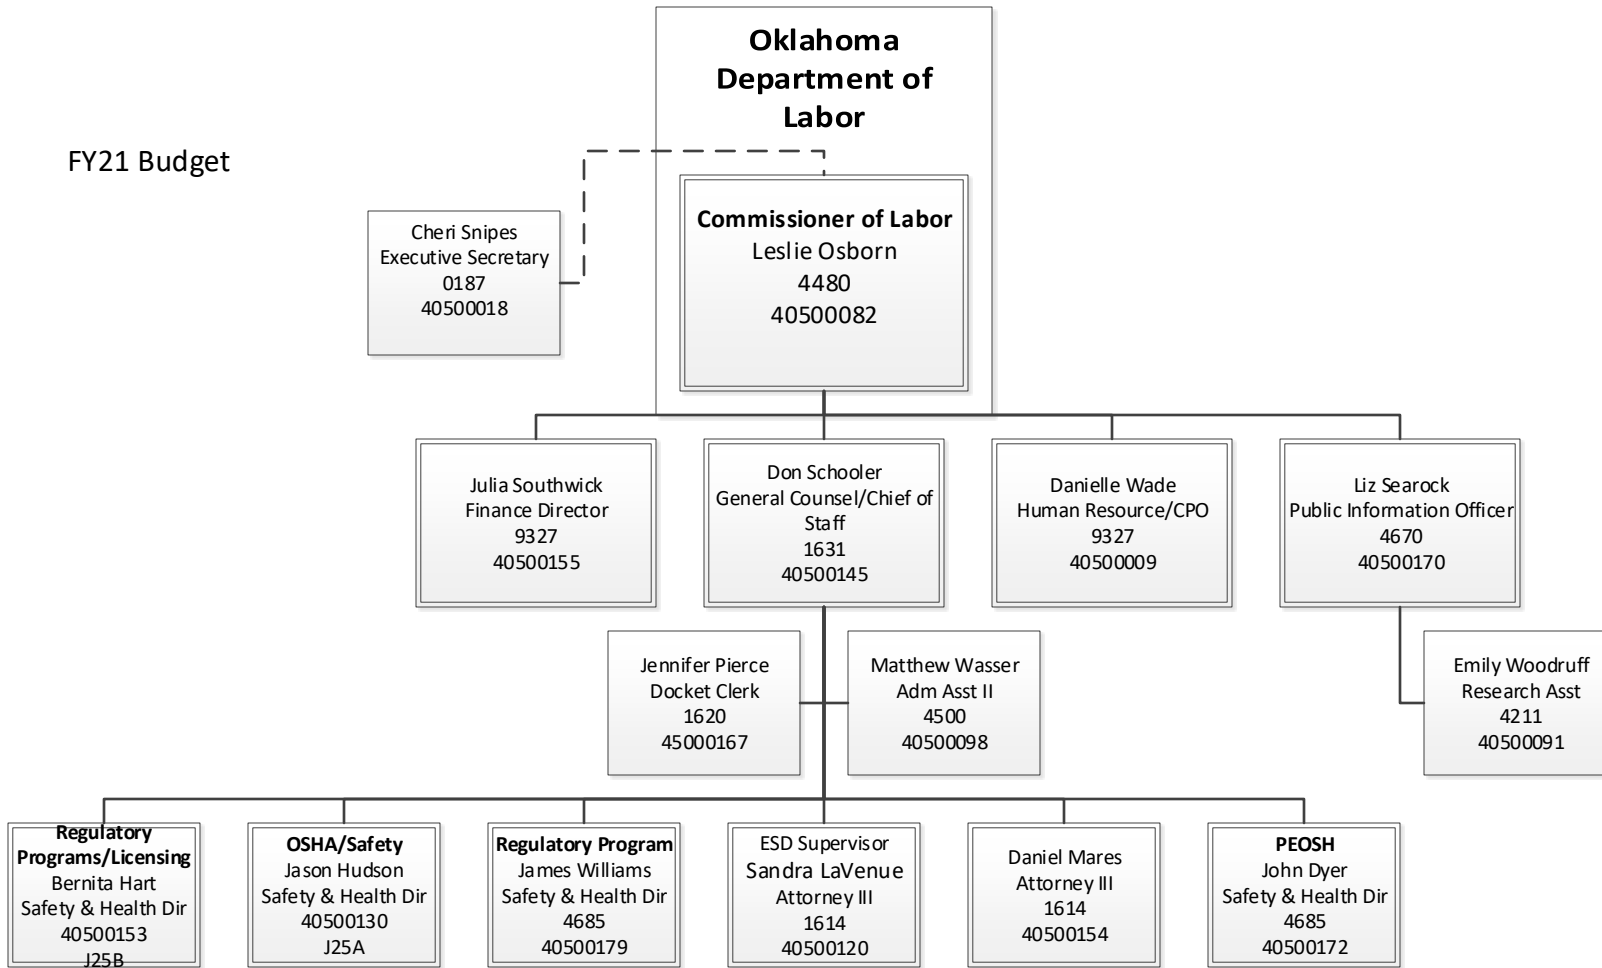 Oklahoma
Department of
Labor
FY21 Budget
Cheri Snipes
Executive Secretary
0187
40500018
Commissioner of Labor
Leslie Osborn
4480
40500082
Julia Southwick
Finance Director
9327
40500155
Don Schooler
General Counsel/Chief of
Staff
1631
40500145
Danielle Wade
Human Resource/CPO
9327
40500009
Liz Searock
Public Information Officer
4670
40500170
Jennifer Pierce
Docket Clerk
1620
45000167
Matthew Wasser
Adm Asst II
4500
40500098
Emily Woodruff
Research Asst
4211
40500091
Regulatory
Programs/Licensing
Bernita Hart
Safety & Health Dir
40500153
J25B
OSHA/Safety
Jason Hudson
Safety & Health Dir
40500130
J25A
Regulatory Program
James Williams
Safety & Health Dir
4685
40500179
ESD Supervisor
Sandra LaVenue
Attorney III
1614
40500120
Daniel Mares
Attorney III
1614
40500154
PEOSH
John Dyer
Safety & Health Dir
4685
40500172